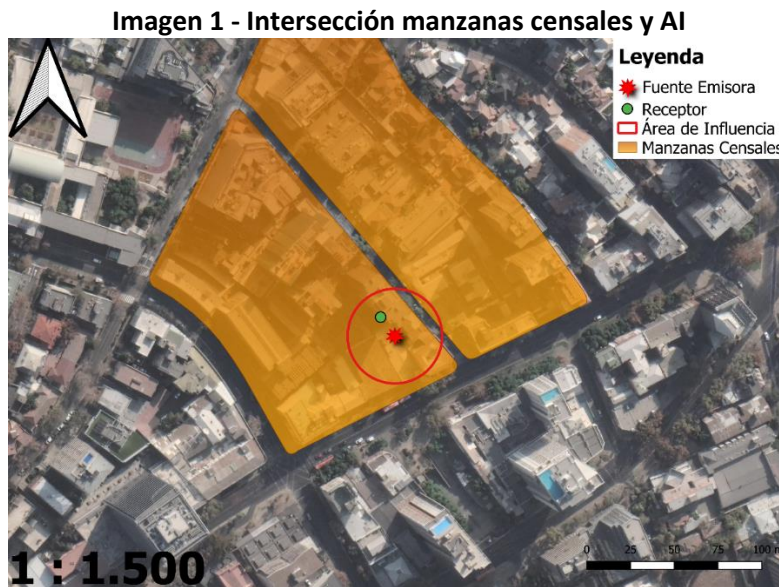 Imagen 1 - Intersección manzanas censales y AI
Leyenda
Fuente Emisora
Receptor
Área de Influencia
Manzanas Censales
1 : 1.500
0 25 50 75 100 m